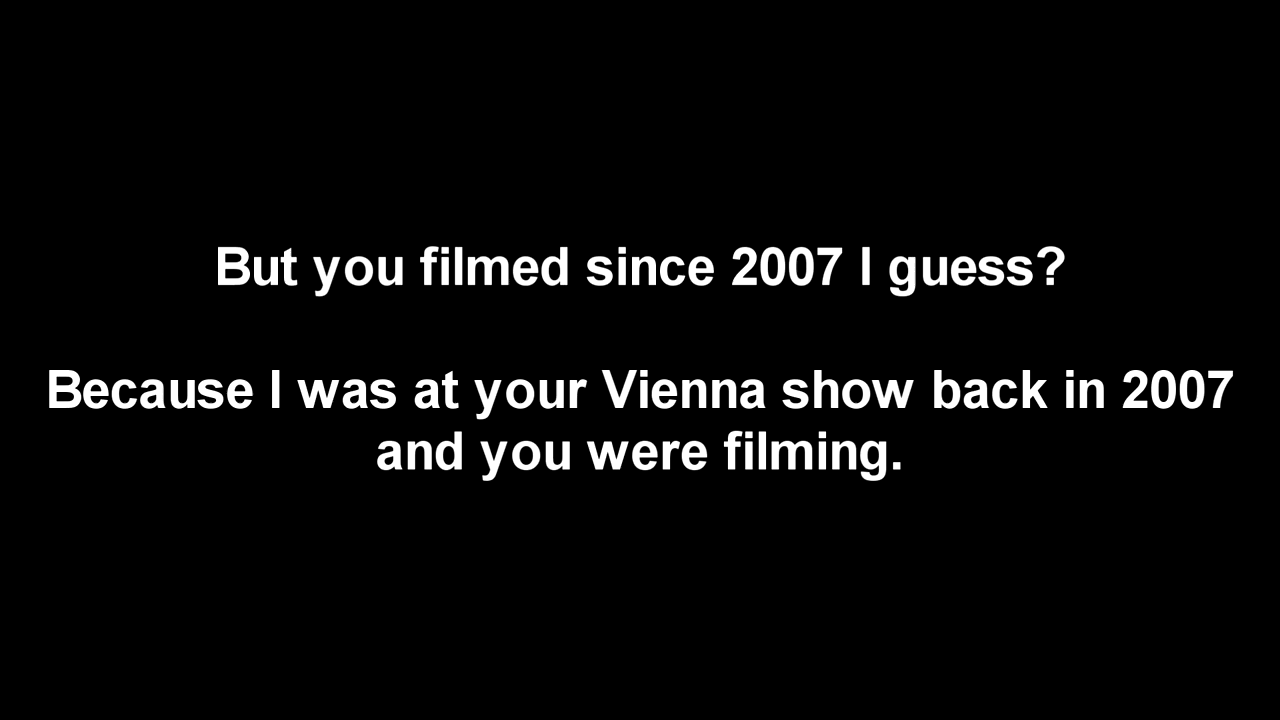 But you filmed since 2007 I guess?
Because I was at your Vienna show back in 2007
and you were filming.